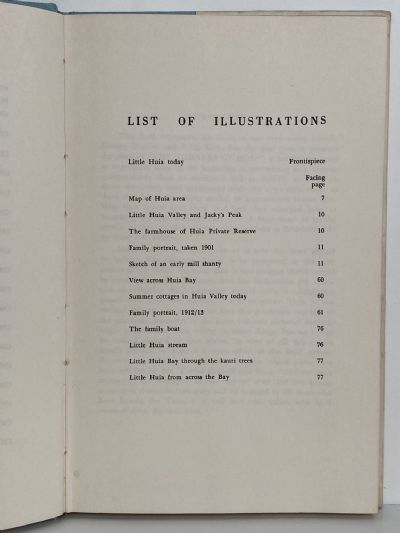 LIST OF ILLUSTRATIONS
Little Huia today Frontispiece
Facing
page
Map of Huia area 7
Little Huia Valley and Jacky's Peak 10
The farmhouse of Huia Private Reserve 10
Family portrait, taken 1901 11
Sketch of an early mill shanty 11
View across Huia Bay 60
Summer cottages in Huia Valley today 60
Family portrait, 1912/13 61
The family boat 76
Little Huia stream 76
Little Huia Bay through the kauri trees 77
Little Huia from across the Bay 77